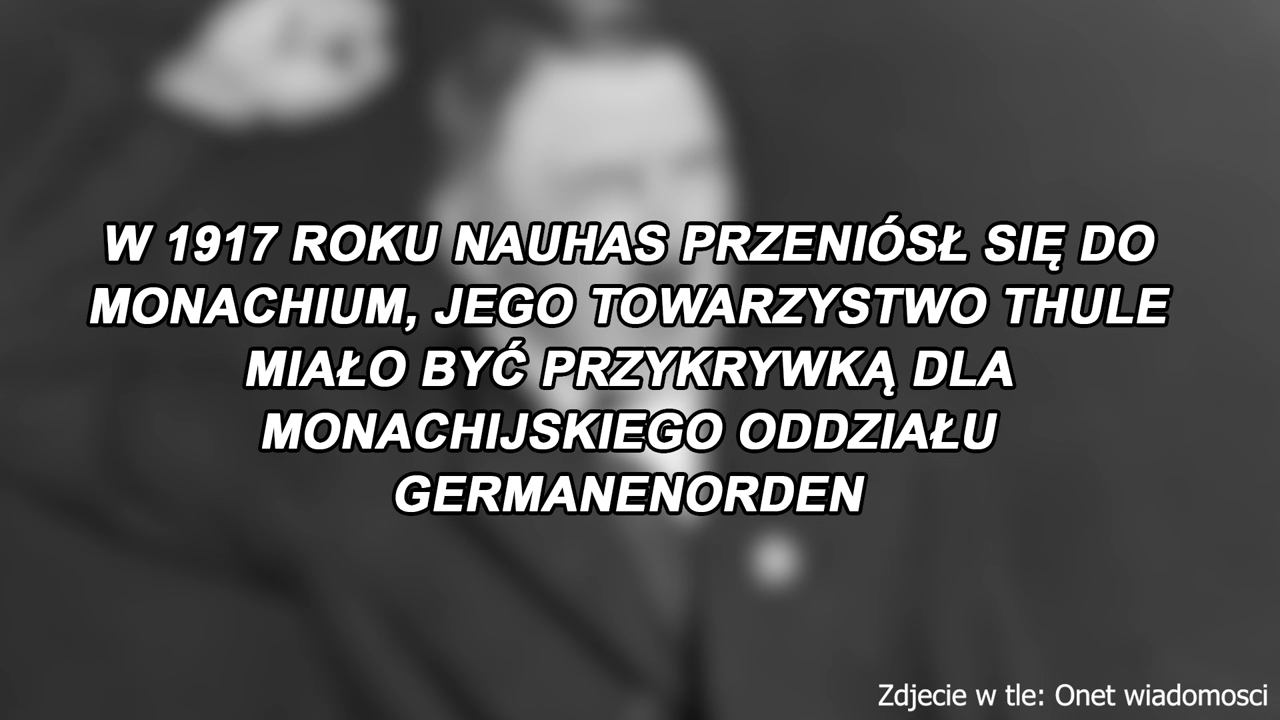 W 1917 ROKU NAUHAS PRZENIÓSŁ SIĘ DO
MONACHIUM, JEGO TOWARZYSTWO THULE
MIAŁO BYĆ PRZYKRYWKĄ DLA
MONACHIJSKIEGO ODDZIAŁU
GERMANENORDEN
Zdjecie w tle: Onet wiadomosci